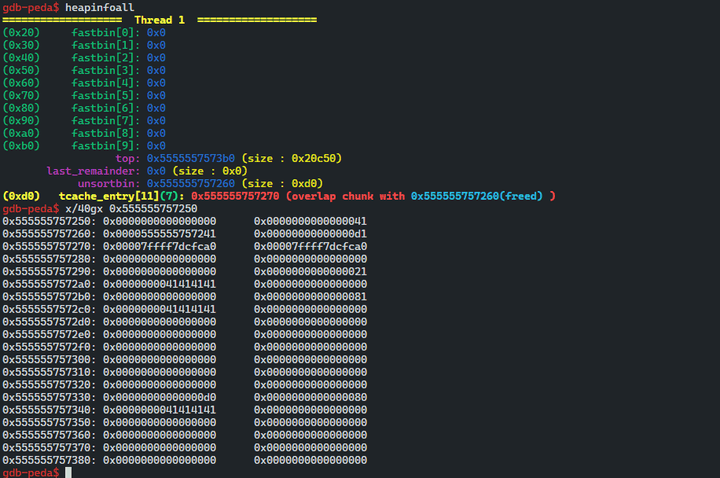 gdb-peda$ heapinfoall
===================  Thread 1  ===================
(0x20)     fastbin[0]: 0x0
(0x30)     fastbin[1]: 0x0
(0x40)     fastbin[2]: 0x0
(0x50)     fastbin[3]: 0x0
(0x60)     fastbin[4]: 0x0
(0x70)     fastbin[5]: 0x0
(0x80)     fastbin[6]: 0x0
(0x90)     fastbin[7]: 0x0
(0xa0)     fastbin[8]: 0x0
(0xb0)     fastbin[9]: 0x0
top: 0x5555557573b0 (size : 0x20c50)
last_remainder: 0x0 (size : 0x0)
unsortbin: 0x555555757260 (size : 0xd0)
(0xd0)   tcache_entry[11](7): 0x555555757270 (overlap chunk with 0x555555757260(freed) )
gdb-peda$ x/40gx 0x555555757250
0x555555757250: 0x0000000000000000      0x0000000000000041
0x555555757260: 0x0000555555757241      0x00000000000000d1
0x555555757270: 0x00007ffff7dcfca0      0x00007ffff7dcfca0
0x555555757280: 0x0000000000000000      0x0000000000000000
0x555555757290: 0x0000000000000000      0x0000000000000021
0x5555557572a0: 0x0000000041414141      0x0000000000000000
0x5555557572b0: 0x0000000000000000      0x0000000000000081
0x5555557572c0: 0x0000000041414141      0x0000000000000000
0x5555557572d0: 0x0000000000000000      0x0000000000000000
0x5555557572e0: 0x0000000000000000      0x0000000000000000
0x5555557572f0: 0x0000000000000000      0x0000000000000000
0x555555757300: 0x0000000000000000      0x0000000000000000
0x555555757310: 0x0000000000000000      0x0000000000000000
0x555555757320: 0x0000000000000000      0x0000000000000000
0x555555757330: 0x00000000000000d0      0x0000000000000080
0x555555757340: 0x0000000041414141      0x0000000000000000
0x555555757350: 0x0000000000000000      0x0000000000000000
0x555555757360: 0x0000000000000000      0x0000000000000000
0x555555757370: 0x0000000000000000      0x0000000000000000
0x555555757380: 0x0000000000000000      0x0000000000000000
gdb-peda$